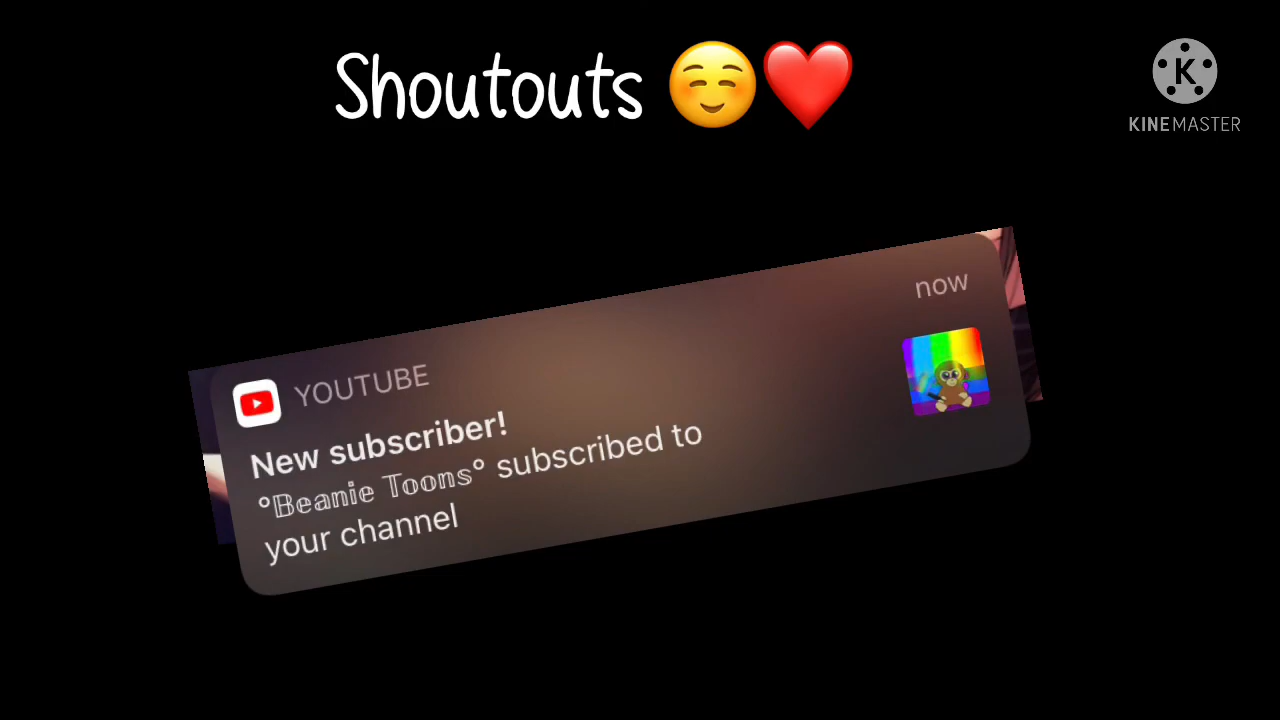 Shoutouts ☺️❤️
K
KINEMASTER
now
YOUTUBE
New subscriber!
°𝔹𝕖𝕒𝕟𝕚𝕖 𝕋𝕠𝕠𝕟𝕤° subscribed to
your channel